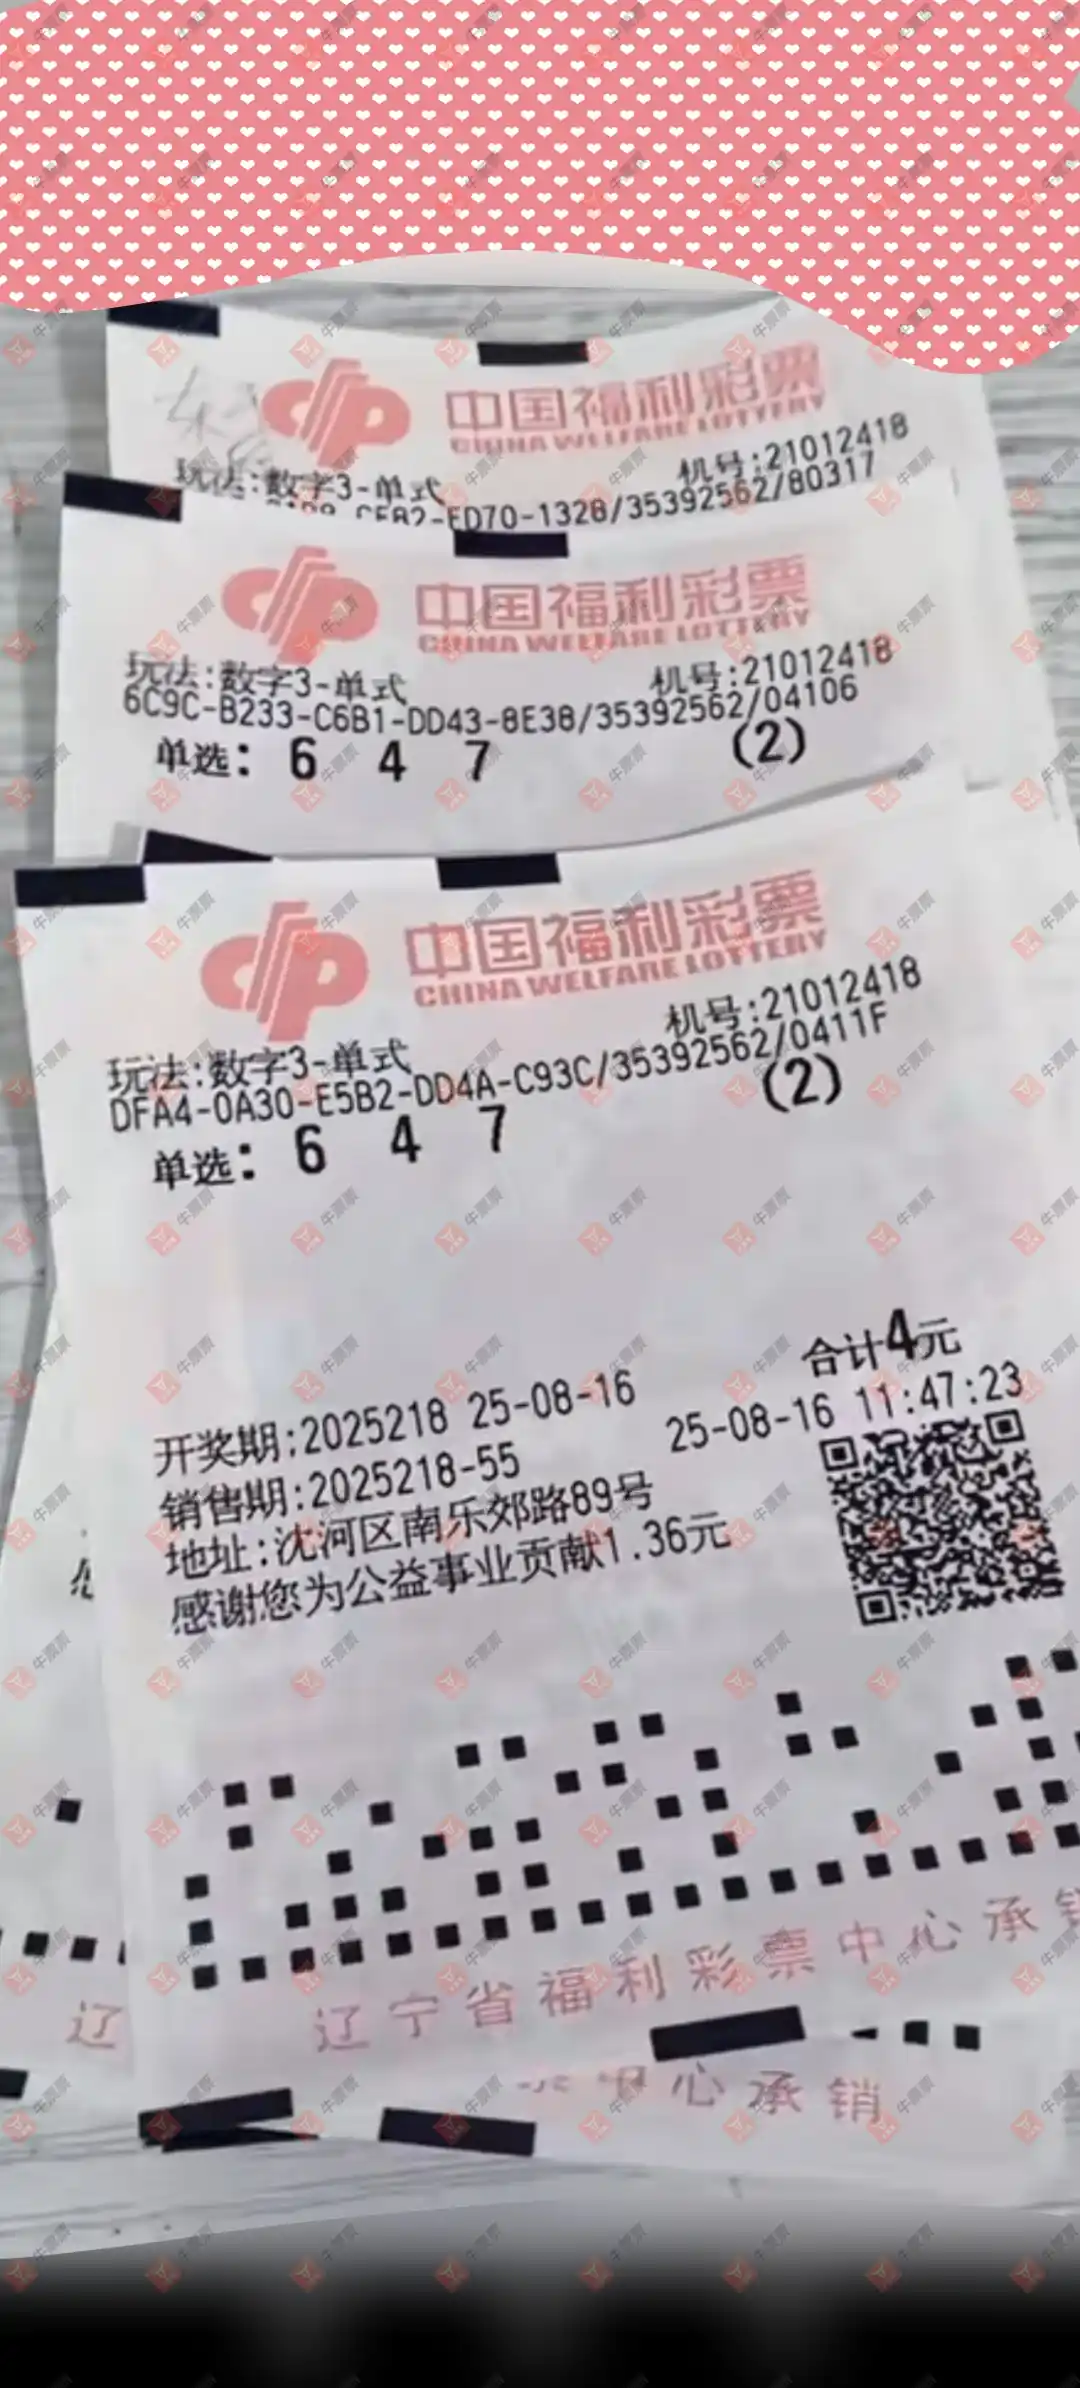 中国福利彩票
CHINA WELFARE LOTTERY
机号:21012418
玩法:数字3-单式
-ED70-1328/35392562/80317
中国福利彩票
CHINA WELFARE LOTTERY
机号:21012418
玩法:数字3-单式
6C9C-B233-C6B1-DD43-8E38/35392562/04106
单选: 6 4 7 (2)
中国福利彩票
CHINA WELFARE LOTTERY
机号:21012418
玩法:数字3-单式
DFA4-0A30-E5B2-DD4A-C93C/35392562/0411F
单选: 6 4 7 (2)
合计4元
开奖期:2025218 25-08-16
25-08-16 11:47:23
销售期:2025218-55
地址:沈河区南乐郊路89号
感谢您为公益事业贡献1.36元
辽宁省福利彩票中心承销
辽
中心承销
牛票票